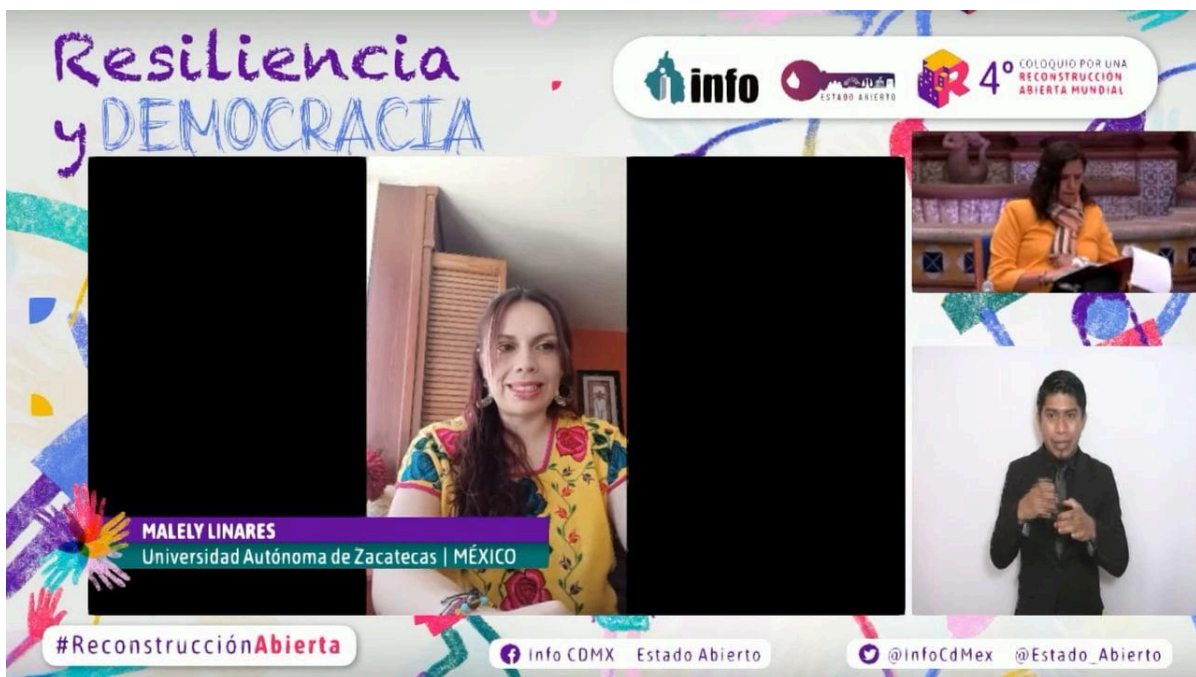 Resiliencia
y DEMOCRACIA
info
ESTADO ABIERTO
R
4º
COLOQUIO POR UNA
RECONSTRUCCIÓN
ABIERTA MUNDIAL
MALELY LINARES
Universidad Autónoma de Zacatecas | MÉXICO
#ReconstrucciónAbierta
Info CDMX Estado Abierto
@InfoCdMex @Estado_Abierto